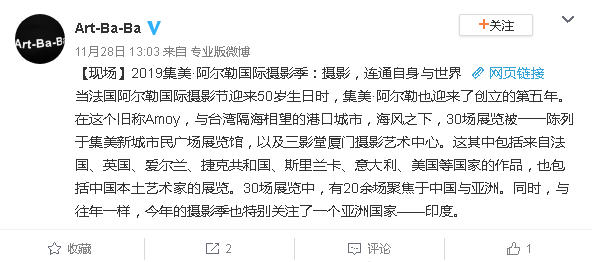 Art-Ba-Ba
Art-Ba-Ba
+关注
11月28日 13:03 来自 专业版微博
【现场】2019集美·阿尔勒国际摄影季：摄影，连通自身与世界 网页链接
当法国阿尔勒国际摄影节迎来50岁生日时，集美·阿尔勒也迎来了创立的第五年。
在这个旧称Amoy，与台湾隔海相望的港口城市，海风之下，30场展览被一一陈列
于集美新城市民广场展览馆，以及三影堂厦门摄影艺术中心。这其中包括来自法
国、英国、爱尔兰、捷克共和国、斯里兰卡、意大利、美国等国家的作品，也包
括中国本土艺术家的展览。30场展览中，有20余场聚焦于中国与亚洲。同时，与
往年一样，今年的摄影季也特别关注了一个亚洲国家——印度。
收藏 2 评论 1